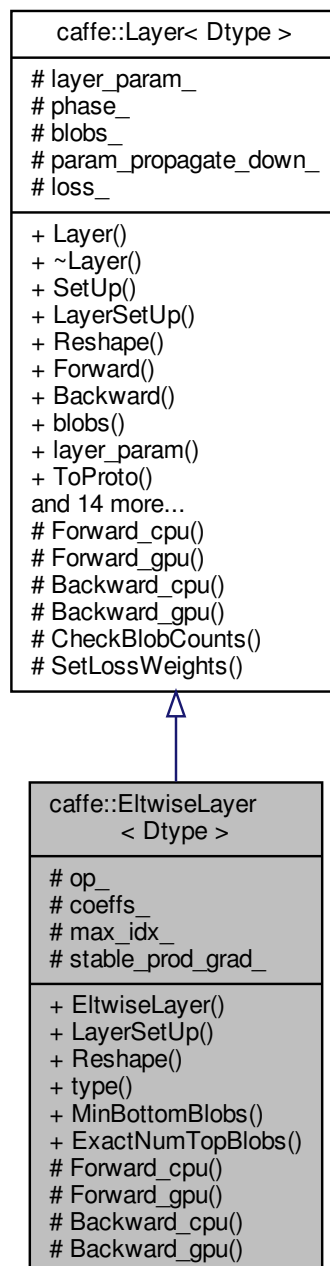 caffe::Layer< Dtype >
# layer_param_
# phase_
# blobs_
# param_propagate_down_
# loss_
+ Layer()
+ ~Layer()
+ SetUp()
+ LayerSetUp()
+ Reshape()
+ Forward()
+ Backward()
+ blobs()
+ layer_param()
+ ToProto()
and 14 more...
# Forward_cpu()
# Forward_gpu()
# Backward_cpu()
# Backward_gpu()
# CheckBlobCounts()
# SetLossWeights()
caffe::EltwiseLayer
< Dtype >
# op_
# coeffs_
# max_idx_
# stable_prod_grad_
+ EltwiseLayer()
+ LayerSetUp()
+ Reshape()
+ type()
+ MinBottomBlobs()
+ ExactNumTopBlobs()
# Forward_cpu()
# Forward_gpu()
# Backward_cpu()
# Backward_gpu()